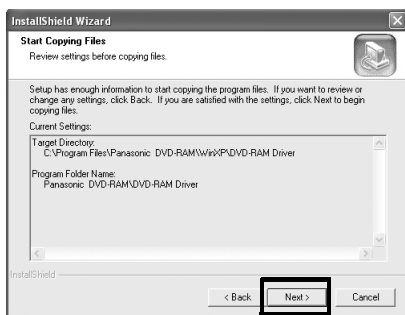 InstallShield Wizard
Start Copying Files
Review settings before copying files.
Setup has enough information to start copying the program files. If you want to review or
change any settings, click Back. If you are satisfied with the settings, click Next to begin
copying files.
Current Settings:
Target Directory:
C:\Program Files\Panasonic DVD-RAM\WinXP\DVD-RAM Driver
Program Folder Name:
Panasonic DVD-RAM\DVD-RAM Driver
InstallShield
< Back Next > Cancel